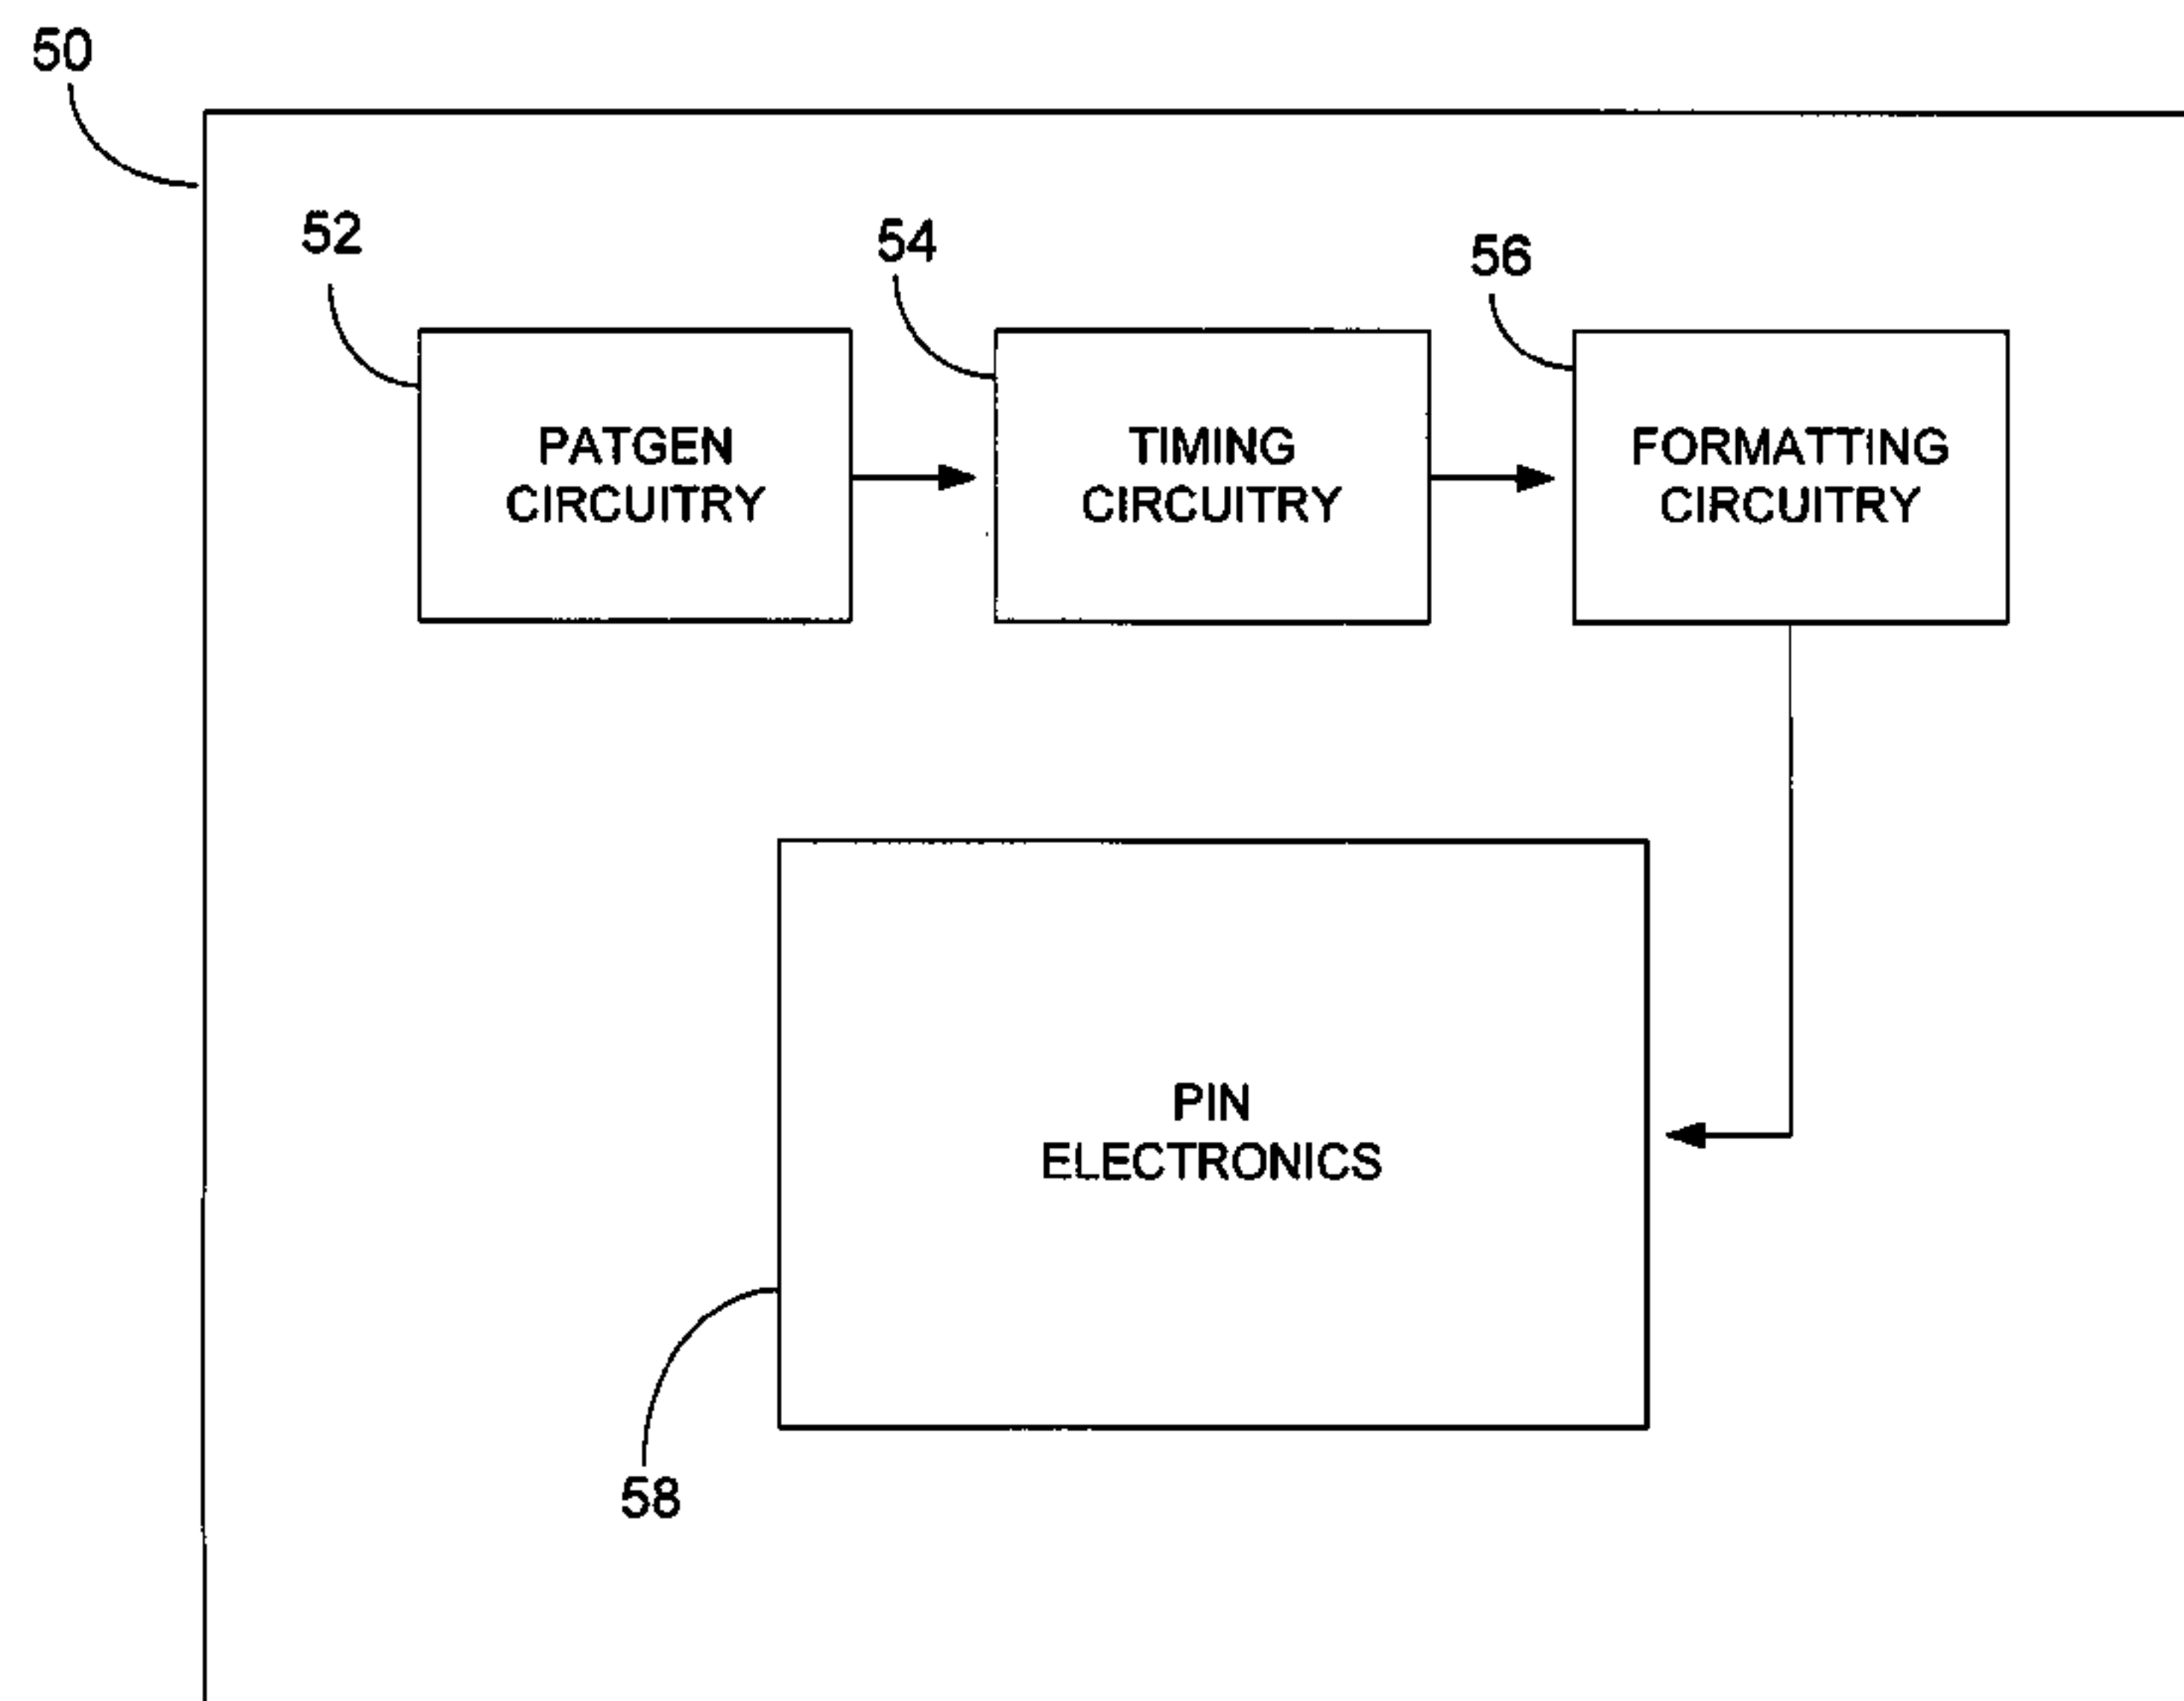 50
52
54
56
PATGEN
CIRCUITRY
TIMING
CIRCUITRY
FORMATTING
CIRCUITRY
PIN
ELECTRONICS
58